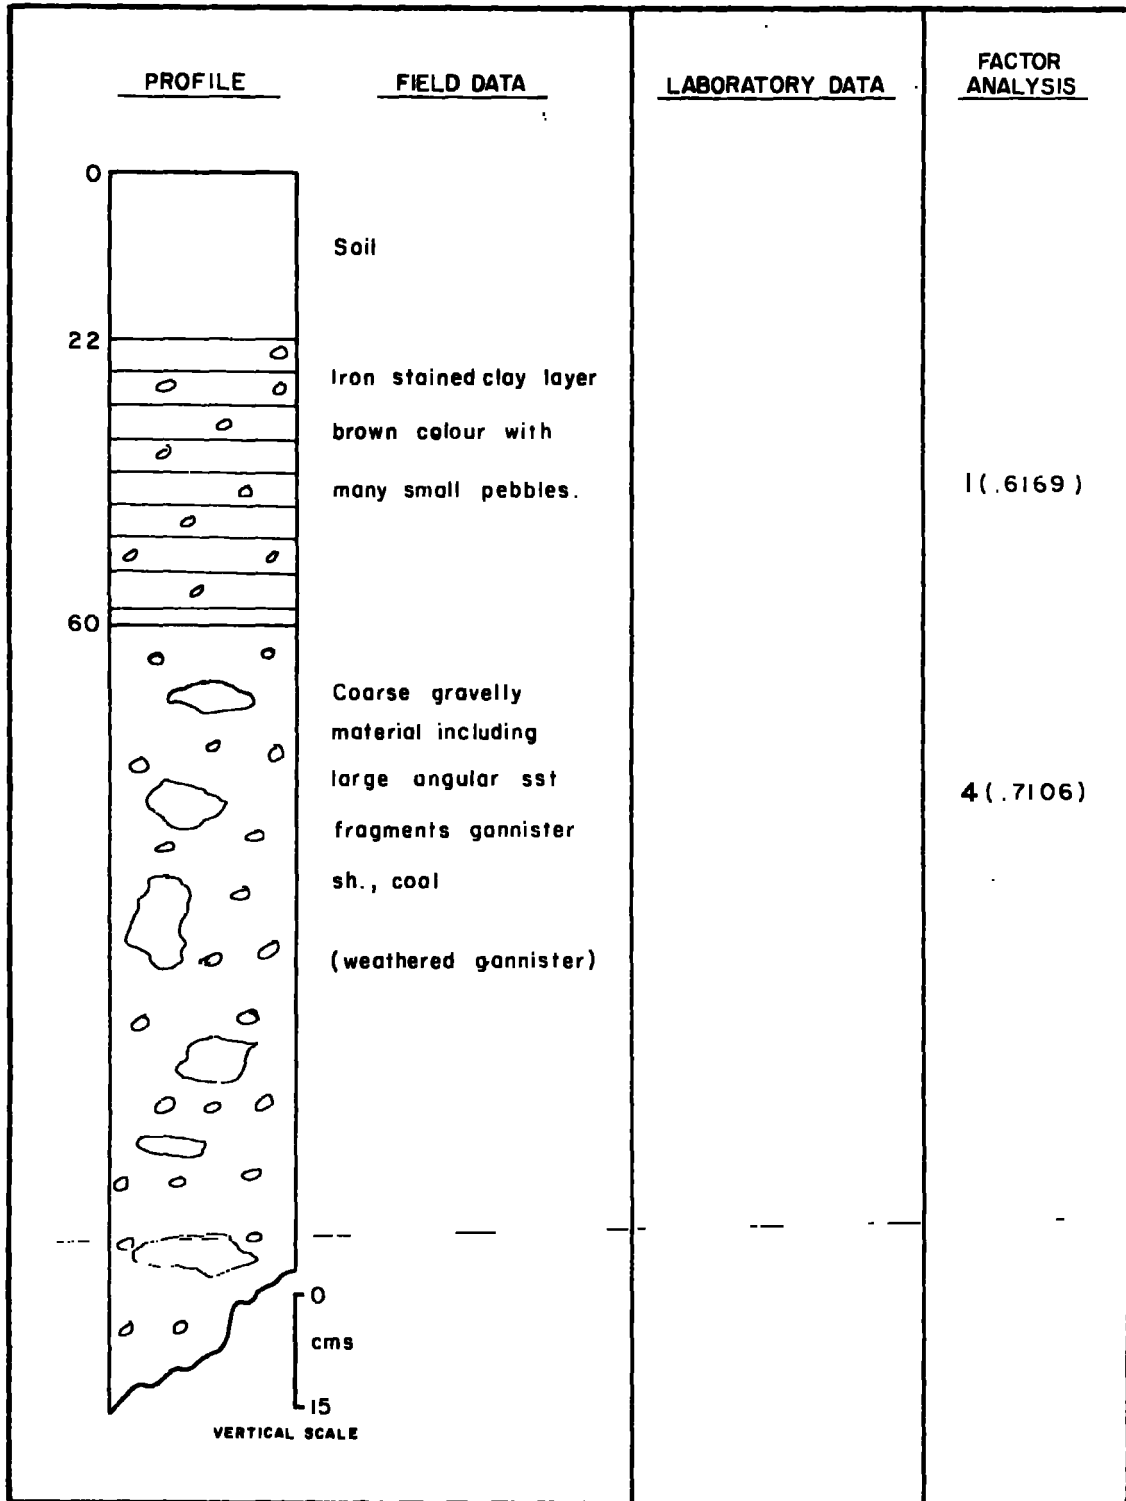 PROFILE
FIELD DATA
LABORATORY DATA
FACTOR
ANALYSIS
0
Soil
22
Iron stained clay layer
brown colour with
many small pebbles.
1(.6169)
60
Coarse gravelly
material including
large angular sst
4(.7106)
fragments gannister
sh., coal
(weathered gannister)
0
cms
15
VERTICAL SCALE